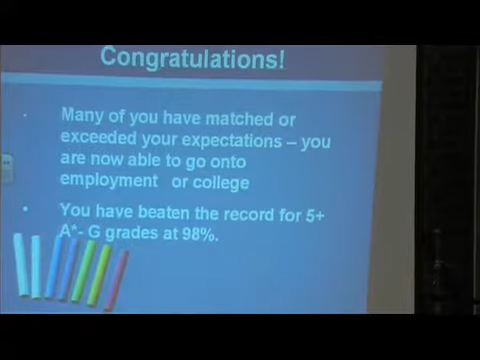 Congratulations!
Many of you have matched or
exceeded your expectations – you
are now able to go onto
employment or college
You have beaten the record for 5+
A*- G grades at 98%.